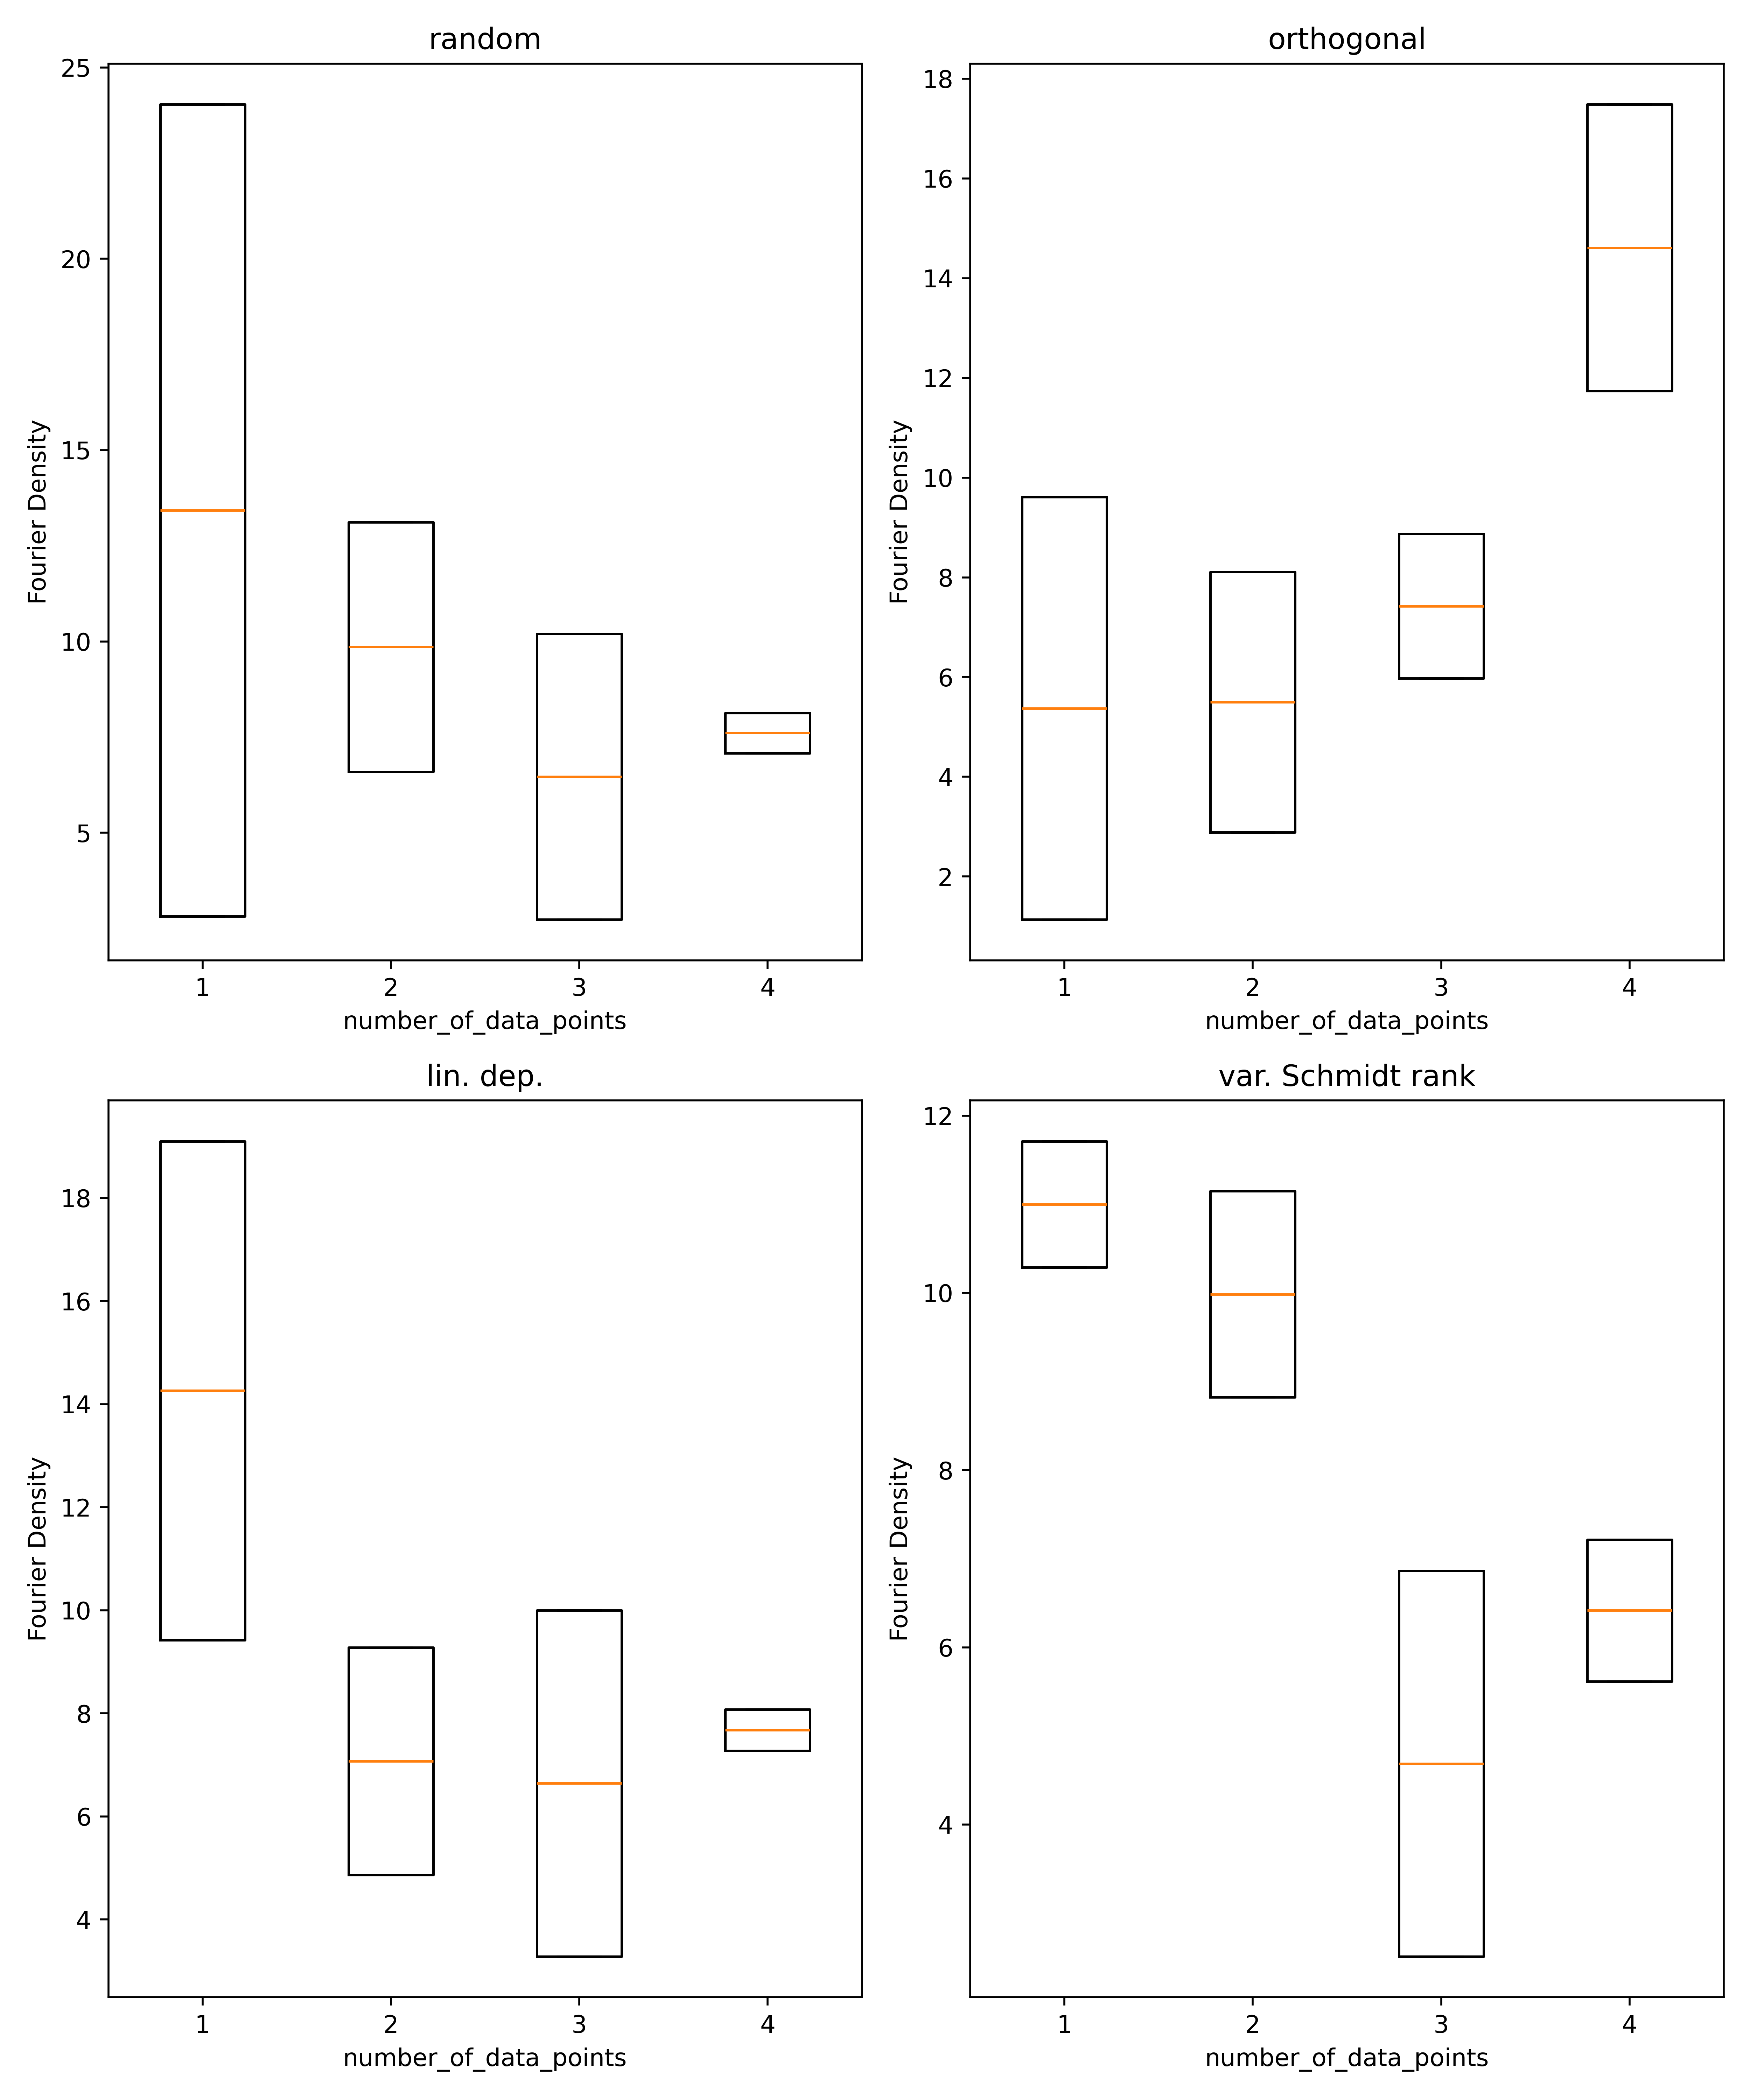 random
25
20
15
10
5
Fourier Density
1 2 3 4
number_of_data_points
orthogonal
18
16
14
12
10
8
6
4
2
Fourier Density
1 2 3 4
number_of_data_points
lin. dep.
18
16
14
12
10
8
6
4
Fourier Density
1 2 3 4
number_of_data_points
var. Schmidt rank
12
10
8
6
4
Fourier Density
1 2 3 4
number_of_data_points